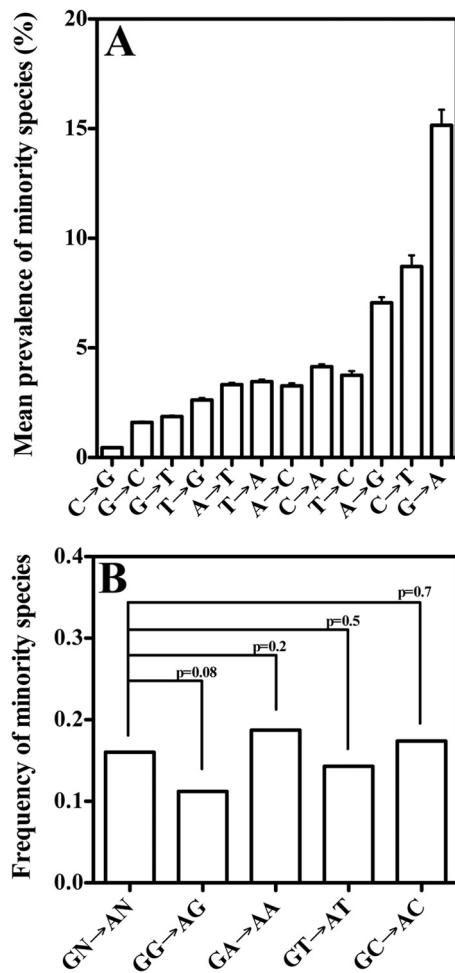 A
Mean prevalence of minority species (%)
20
15
10
5
0
C→G
G→C
G→T
T→G
A→T
T→A
A→C
C→A
T→C
A→G
C→T
G→A
B
Frequency of minority species
0.4
0.3
0.2
0.1
0.0
p=0.7
p=0.5
p=0.2
p=0.08
GN→AN
GG→AG
GA→AA
GT→AT
GC→AC